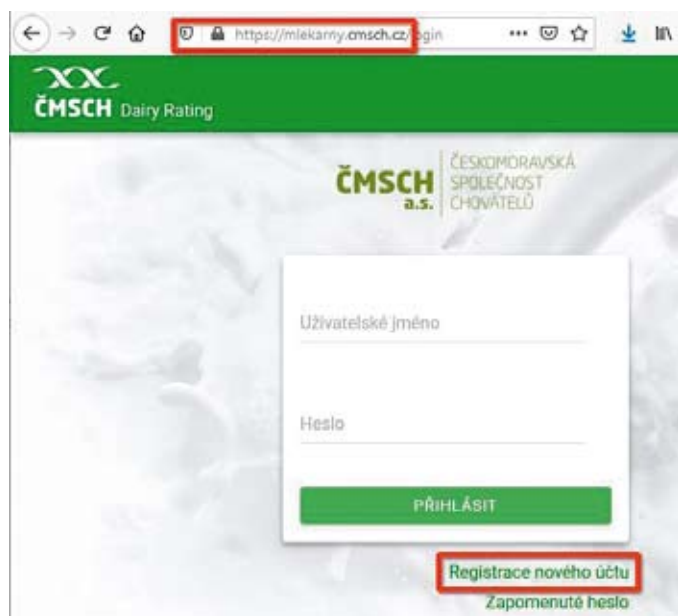 https://mlekarny.cmsch.cz/login
ČMSCH Dairy Rating
ČMSCH a.s.
ČESKOMORAVSKÁ
SPOLEČNOST
CHOVATELŮ
Uživatelské jméno
Heslo
PŘIHLÁSIT
Registrace nového účtu
Zapomenuté heslo